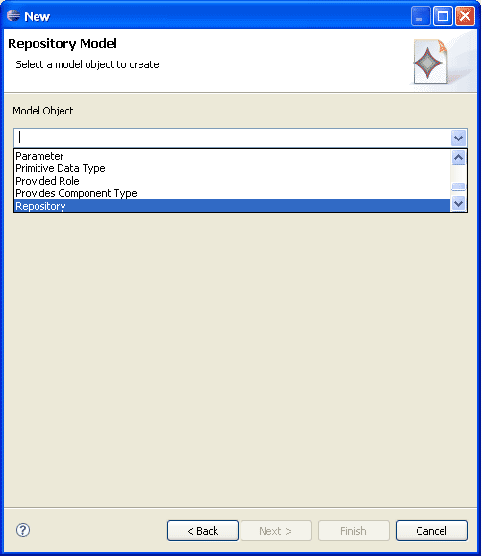 New
Repository Model
Select a model object to create
Model Object
Parameter
Primitive Data Type
Provided Role
Provides Component Type
Repository
?
< Back Next > Finish Cancel